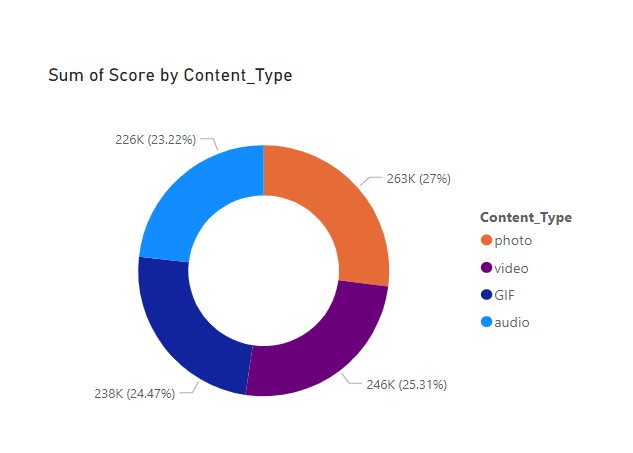 Sum of Score by Content_Type
226K (23.22%)
263K (27%)
Content_Type
photo
video
GIF
audio
246K (25.31%)
238K (24.47%)